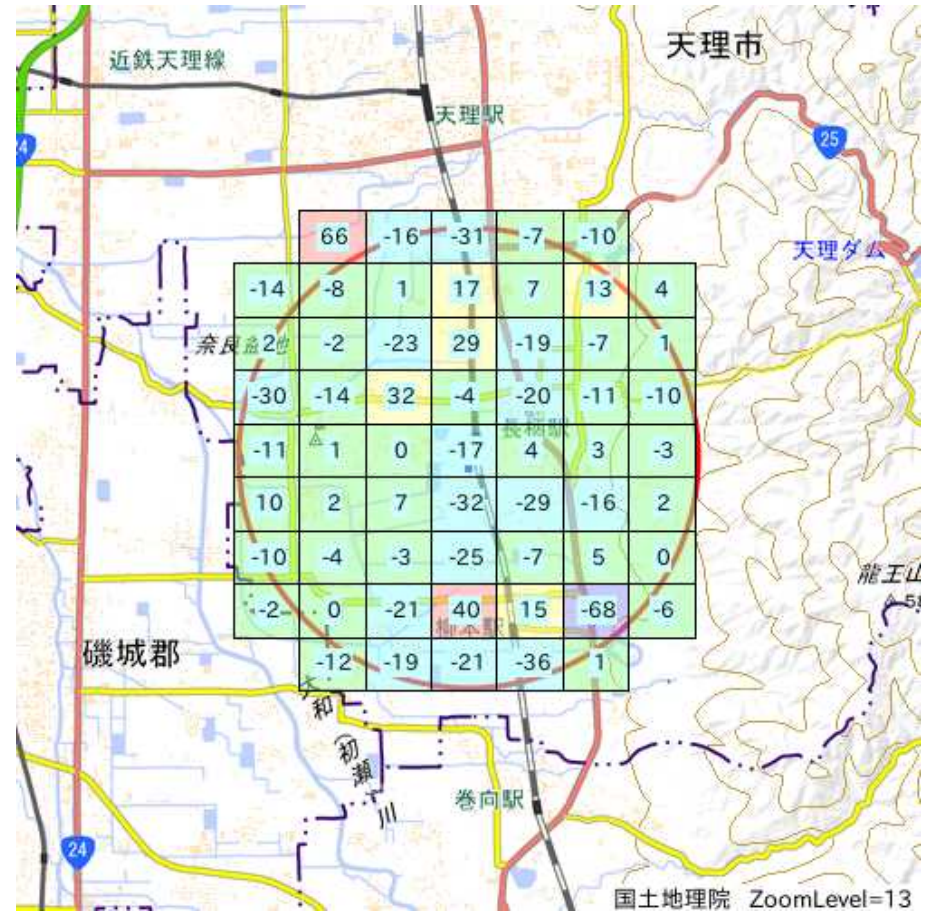 天理市
近鉄天理線
天理駅
24
25
天理ダム
66 -16 -31 -7 -10
-14 -8 1 17 7 13 4
奈良盆地
2 -2 -23 29 -19 -7 1
-30 -14 32 -4 -20 -11 -10
長柄駅
-11 1 0 -17 4 3 -3
10 2 7 -32 -29 -16 2
-10 -4 -3 -25 -7 5 0
龍王山
58
-2 0 -21 40 15 -68 -6
柳本駅
磯城郡
-12 -19 -21 -36 1
大和
(初瀬)川
巻向駅
24
国土地理院 ZoomLevel=13